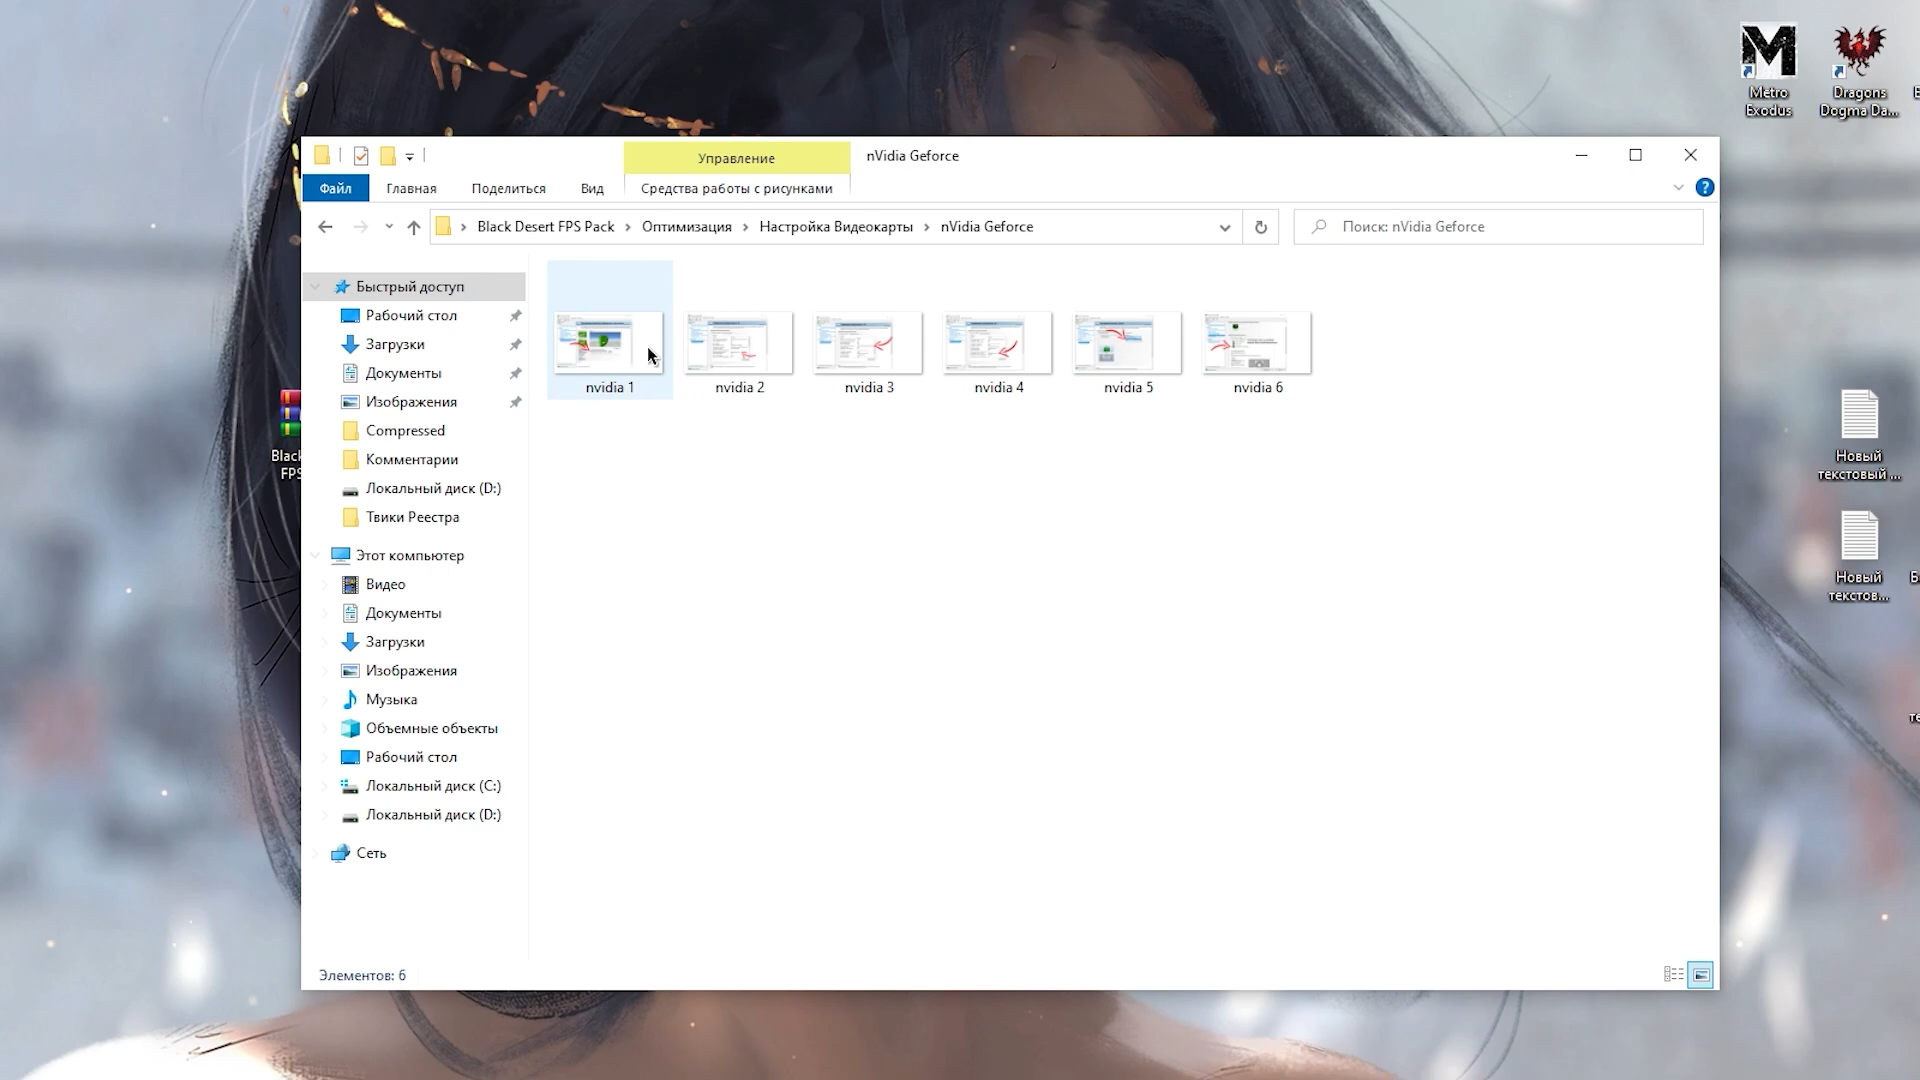 Metro
Exodus
Dragons
Dogma Da...
Управление
nVidia Geforce
Файл
Главная
Поделиться
Вид
Средства работы с рисунками
Black Desert FPS Pack
Оптимизация
Настройка Видеокарты
nVidia Geforce
Поиск: nVidia Geforce
Быстрый доступ
Рабочий стол
Загрузки
Документы
Изображения
Compressed
Комментарии
Локальный диск (D:)
Твики Реестра
Этот компьютер
Видео
Документы
Загрузки
Изображения
Музыка
Объемные объекты
Рабочий стол
Локальный диск (C:)
Локальный диск (D:)
Сеть
nvidia 1
nvidia 2
nvidia 3
nvidia 4
nvidia 5
nvidia 6
Элементов: 6
Black
FPS
Новый
текстовый ...
Новый
текстов...